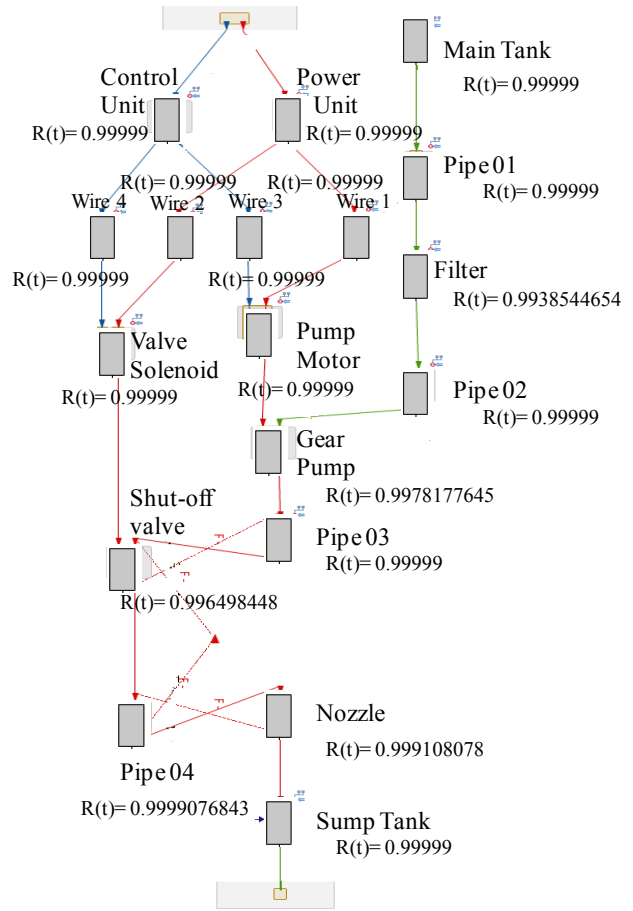 Control
Unit
Power
Unit
Main Tank
R(t)= 0.99999
R(t)= 0.99999
R(t)= 0.99999
Pipe 01
R(t)= 0.99999
R(t)= 0.99999
R(t)= 0.99999
Wire 4
Wire 2
Wire 3
Wire 1
R(t)= 0.99999
R(t)= 0.99999
Filter
R(t)= 0.9938544654
Valve
Solenoid
R(t)= 0.99999
Pump
Motor
R(t)= 0.99999
Pipe 02
R(t)= 0.99999
Gear
Pump
R(t)= 0.9978177645
Shut-off
valve
R(t)= 0.996498448
Pipe 03
R(t)= 0.99999
Nozzle
R(t)= 0.999108078
Pipe 04
R(t)= 0.9999076843
Sump Tank
R(t)= 0.99999